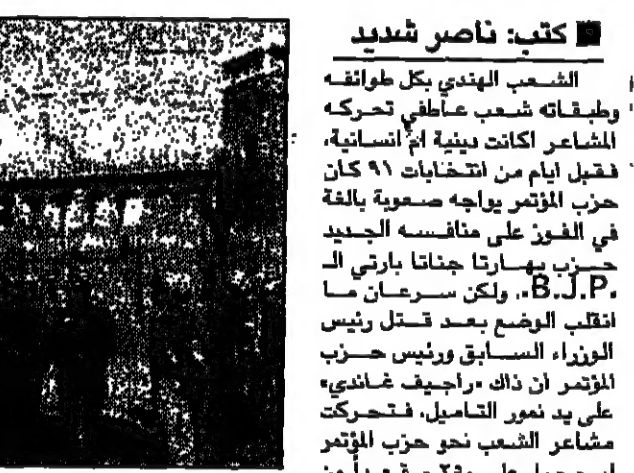 كتب: ناصر شديد
الشعب الهندي بكل طوائفه
وطبقاته شعب عاطفي تحركه
المشاعر اكانت دينية ام انسانية،
فقبل ايام من انتخابات ٩١ كان
حزب المؤتمر يواجه صعوبة بالغة
في الفوز على منافسه الجديد
حزب بهارتا جناتا بارتي الـ
«B.J.P». ولكن سرعان ما
انقلب الوضع بعد قتل رئيس
الوزراء السابق ورئيس حزب
المؤتمر ان ذاك «راجيف غاندي»
على يد نمور التاميل. فتحركت
مشاعر الشعب نحو حزب المؤتمر